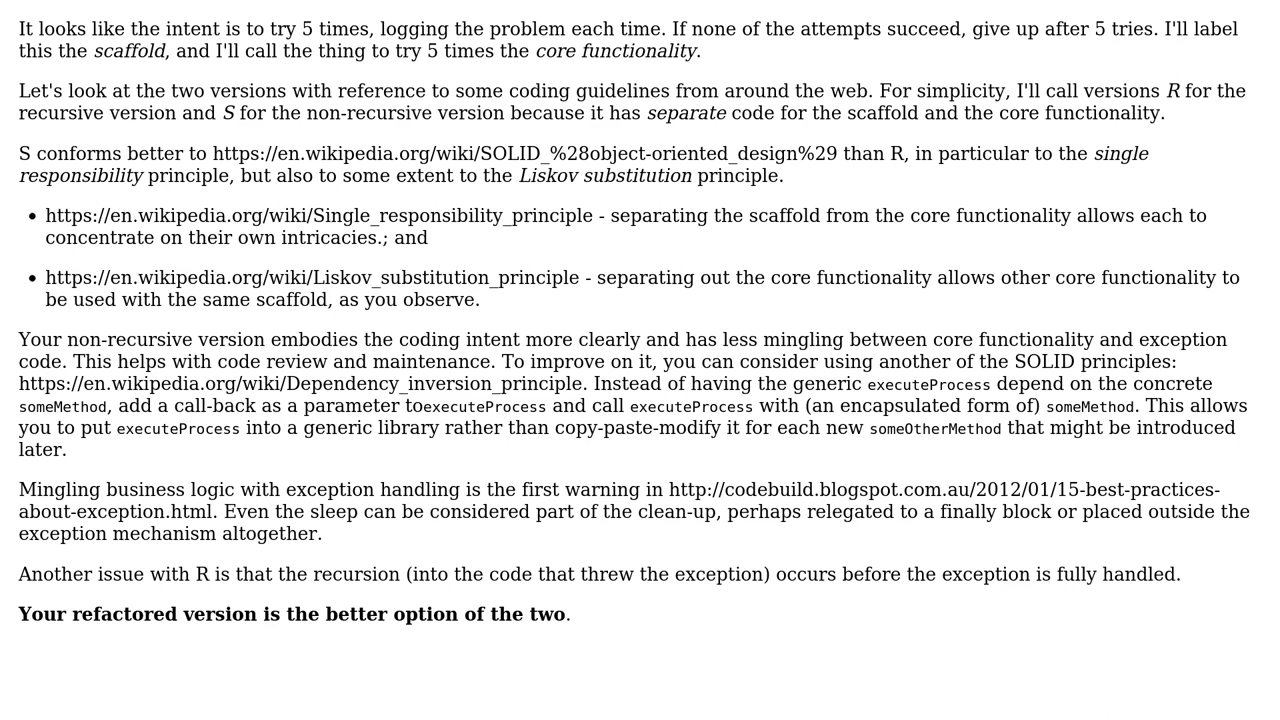 It looks like the intent is to try 5 times, logging the problem each time. If none of the attempts succeed, give up after 5 tries. I'll label
this the scaffold, and I'll call the thing to try 5 times the core functionality.
Let's look at the two versions with reference to some coding guidelines from around the web. For simplicity, I'll call versions R for the
recursive version and S for the non-recursive version because it has separate code for the scaffold and the core functionality.
S conforms better to https://en.wikipedia.org/wiki/SOLID_%28object-oriented_design%29 than R, in particular to the single
responsibility principle, but also to some extent to the Liskov substitution principle.
• https://en.wikipedia.org/wiki/Single_responsibility_principle - separating the scaffold from the core functionality allows each to
concentrate on their own intricacies.; and
• https://en.wikipedia.org/wiki/Liskov_substitution_principle - separating out the core functionality allows other core functionality to
be used with the same scaffold, as you observe.
Your non-recursive version embodies the coding intent more clearly and has less mingling between core functionality and exception
code. This helps with code review and maintenance. To improve on it, you can consider using another of the SOLID principles:
https://en.wikipedia.org/wiki/Dependency_inversion_principle. Instead of having the generic executeProcess depend on the concrete
someMethod, add a call-back as a parameter toexecuteProcess and call executeProcess with (an encapsulated form of) someMethod. This allows
you to put executeProcess into a generic library rather than copy-paste-modify it for each new someOtherMethod that might be introduced
later.
Mingling business logic with exception handling is the first warning in http://codebuild.blogspot.com.au/2012/01/15-best-practices-
about-exception.html. Even the sleep can be considered part of the clean-up, perhaps relegated to a finally block or placed outside the
exception mechanism altogether.
Another issue with R is that the recursion (into the code that threw the exception) occurs before the exception is fully handled.
Your refactored version is the better option of the two.